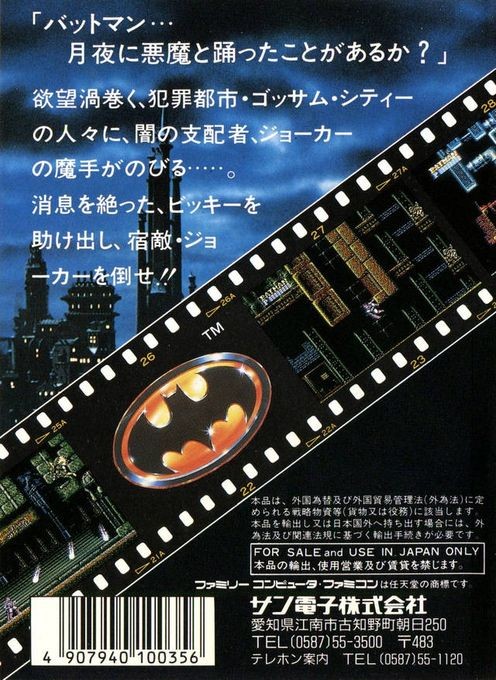 「バットマン…
月夜に悪魔と踊ったことがあるか?」
欲望渦巻く、犯罪都市・ゴッサム・シティー
の人々に、闇の支配者、ジョーカー
の魔手がのびる……。
消息を絶った、ビッキーを
助け出し、宿敵・ジョ
ーカーを倒せ!!
28
27A
27
26A
TM
26
25A
23
22A
22
21A
本品は、外国為替及び外国貿易管理法(外為法)に定
められる戦略物資等(貨物又は役務)に該当します。
本品を輸出し又は日本国外へ持ち出す場合には、外
為法及び関連法規に基づく輸出手続きが必要です。
FOR SALE and USE IN JAPAN ONLY
本品の輸出、使用営業及び賃貸を禁じます。
ファミリーコンピュータ・ファミコンは任天堂の商標です。
サン電子株式会社
愛知県江南市古知野町朝日250
TEL(0587)55-3500 〒483
テレホン案内 TEL(0587)55-1120
4 907940 100356